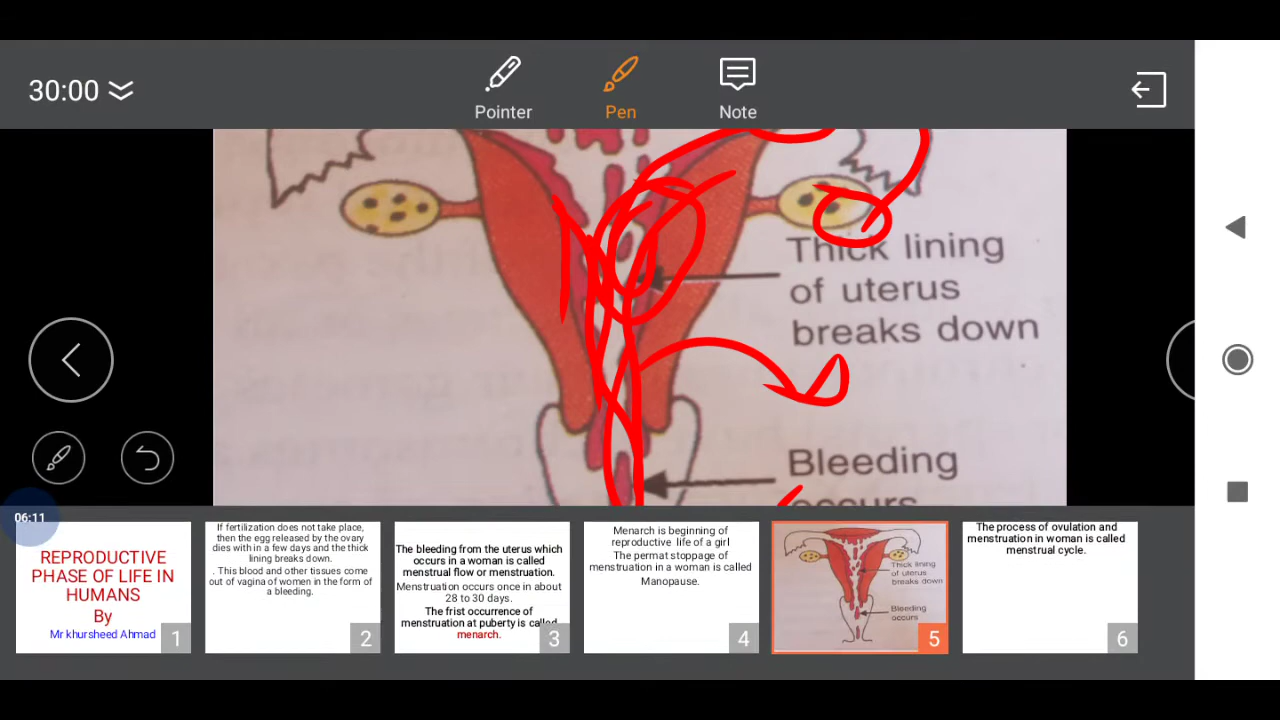 30:00
Pointer
Pen
Note
Thick lining
of uterus
breaks down
Bleeding
occurs
06:11
REPRODUCTIVE
PHASE OF LIFE IN
HUMANS
By
Mr khursheed Ahmad
1
If fertilization does not take place,
then the egg released by the ovary
dies with in a few days and the thick
lining breaks down.
. This blood and other tissues come
out of vagina of women in the form of
a bleeding.
2
The bleeding from the uterus which
occurs in a woman is called
menstrual flow or menstruation.
Menstruation occurs once in about
28 to 30 days.
The frist occurrence of
menstruation at puberty is called
menarch.
3
Menarch is beginning of
reproductive life of a girl
The permat stoppage of
menstruation in a woman is called
Manopause.
4
Thick lining
of uterus
breaks down
Bleeding
occurs
5
The process of ovulation and
menstruation in woman is called
menstrual cycle.
6